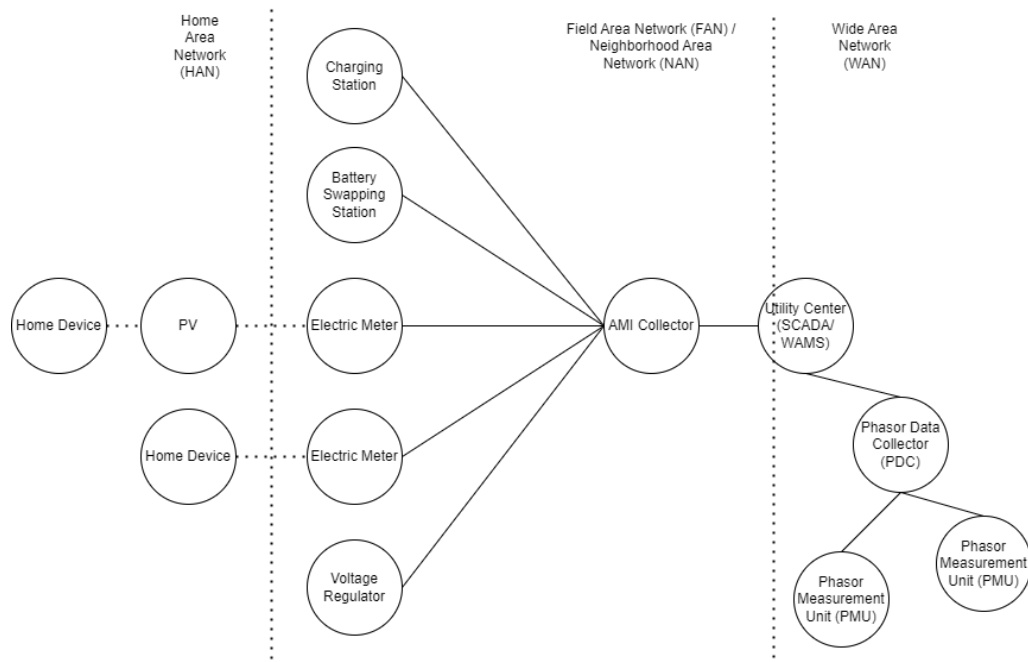 Home
Area
Network
(HAN)
Field Area Network (FAN) /
Neighborhood Area
Network (NAN)
Wide Area
Network
(WAN)
Charging
Station
Battery
Swapping
Station
Home Device
PV
Electric Meter
AMI Collector
Utility Center
(SCADA/
WAMS)
Home Device
Electric Meter
Phasor Data
Collector
(PDC)
Voltage
Regulator
Phasor
Measurement
Unit (PMU)
Phasor
Measurement
Unit (PMU)